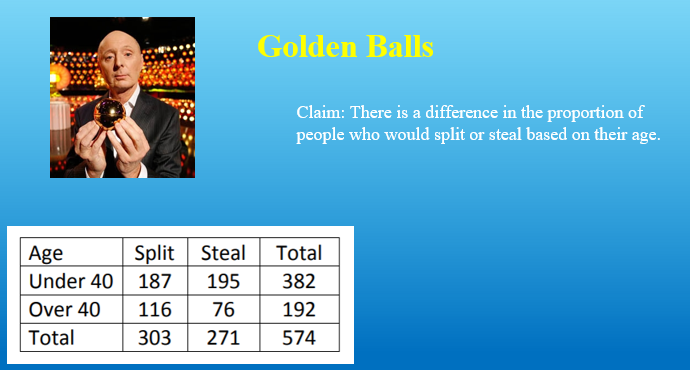 Golden Balls
Claim: There is a difference in the proportion of
people who would split or steal based on their age.
Age Split Steal Total
Under 40 187 195 382
Over 40 116 76 192
Total 303 271 574